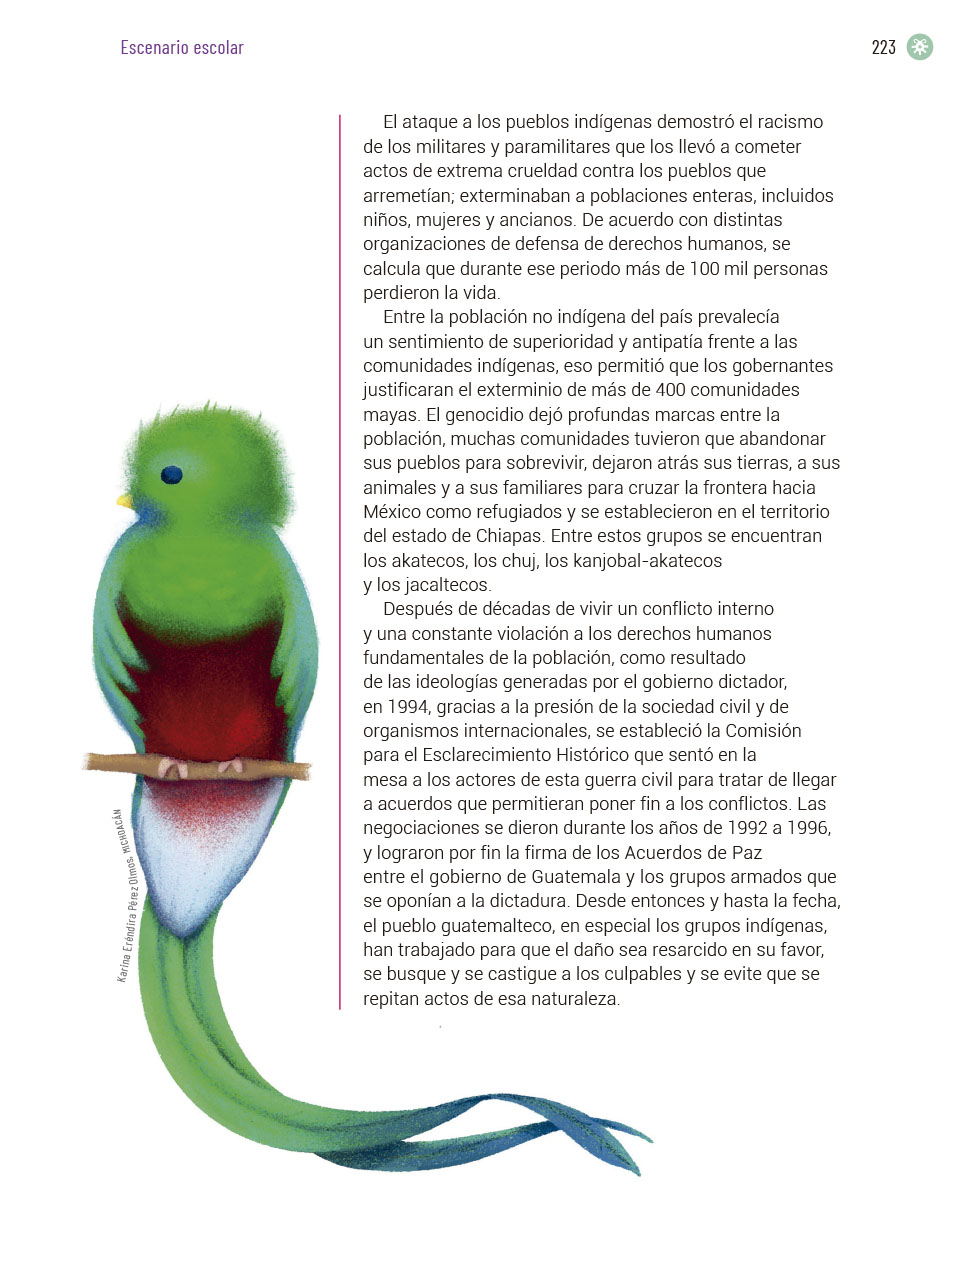 Escenario escolar
223
El ataque a los pueblos indígenas demostró el racismo
de los militares y paramilitares que los llevó a cometer
actos de extrema crueldad contra los pueblos que
arremetían; exterminaban a poblaciones enteras, incluidos
niños, mujeres y ancianos. De acuerdo con distintas
organizaciones de defensa de derechos humanos, se
calcula que durante ese periodo más de 100 mil personas
perdieron la vida.
Entre la población no indígena del país prevalecía
un sentimiento de superioridad y antipatía frente a las
comunidades indígenas, eso permitió que los gobernantes
justificaran el exterminio de más de 400 comunidades
mayas. El genocidio dejó profundas marcas entre la
población, muchas comunidades tuvieron que abandonar
sus pueblos para sobrevivir, dejaron atrás sus tierras, a sus
animales y a sus familiares para cruzar la frontera hacia
México como refugiados y se establecieron en el territorio
del estado de Chiapas. Entre estos grupos se encuentran
los akatecos, los chuj, los kanjobal-akatecos
y los jacaltecos.
Después de décadas de vivir un conflicto interno
y una constante violación a los derechos humanos
fundamentales de la población, como resultado
de las ideologías generadas por el gobierno dictador,
en 1994, gracias a la presión de la sociedad civil y de
organismos internacionales, se estableció la Comisión
para el Esclarecimiento Histórico que sentó en la
mesa a los actores de esta guerra civil para tratar de llegar
a acuerdos que permitieran poner fin a los conflictos. Las
negociaciones se dieron durante los años de 1992 a 1996,
y lograron por fin la firma de los Acuerdos de Paz
entre el gobierno de Guatemala y los grupos armados que
se oponían a la dictadura. Desde entonces y hasta la fecha,
el pueblo guatemalteco, en especial los grupos indígenas,
han trabajado para que el daño sea resarcido en su favor,
se busque y se castigue a los culpables y se evite que se
repitan actos de esa naturaleza.
Karina Eréndira Pérez Olmos, MICHOACÁN